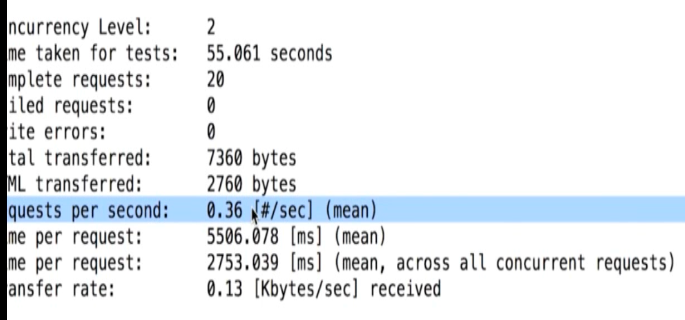 ncurrency Level: 2
me taken for tests: 55.061 seconds
mplete requests: 20
iled requests: 0
ite errors: 0
tal transferred: 7360 bytes
ML transferred: 2760 bytes
quests per second: 0.36 [#/sec] (mean)
me per request: 5506.078 [ms] (mean)
me per request: 2753.039 [ms] (mean, across all concurrent requests)
ansfer rate: 0.13 [Kbytes/sec] received